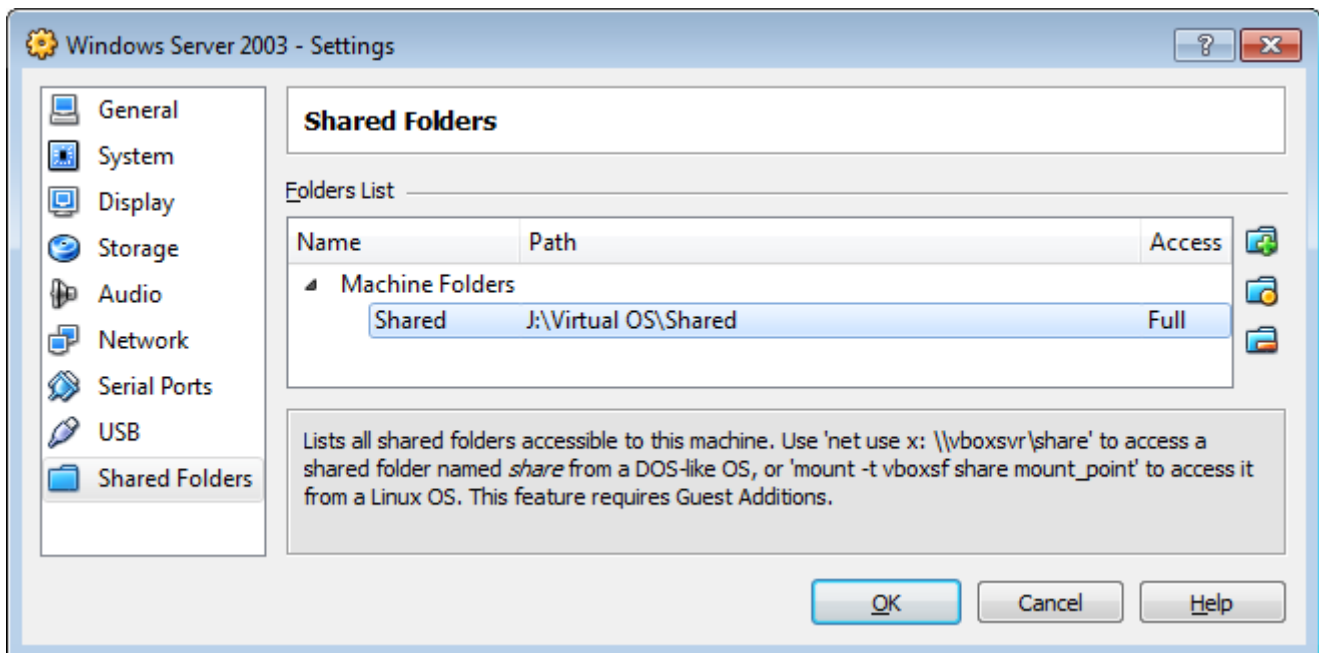 Windows Server 2003 - Settings
General
System
Display
Storage
Audio
Network
Serial Ports
USB
Shared Folders
Shared Folders
Folders List
Name Path Access
Machine Folders
Shared J:\Virtual OS\Shared Full
Lists all shared folders accessible to this machine. Use 'net use x: \\vboxsvr\share' to access a
shared folder named share from a DOS-like OS, or 'mount -t vboxsf share mount_point' to access it
from a Linux OS. This feature requires Guest Additions.
OK Cancel Help